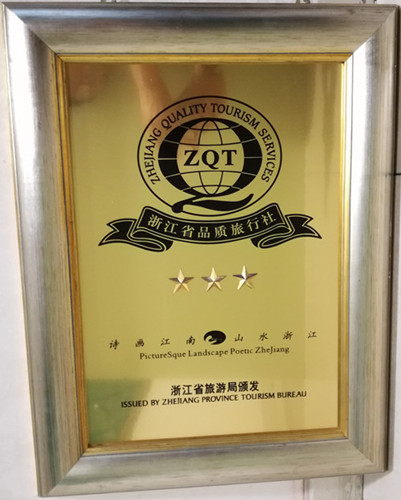 ZHEJIANG QUALITY TOURISM SERVICES
ZQT
浙江省品质旅行社
诗画江南 山水浙江
PictureSque Landscape Poetic ZheJiang
浙江省旅游局颁发
ISSUED BY ZHEJIANG PROVINCE TOURISM BUREAU